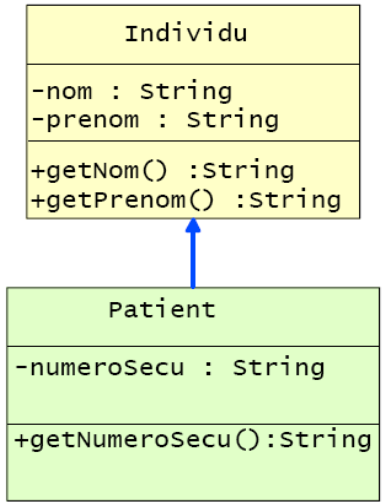 Individu
-nom : String
-prenom : String
+getNom() :String
+getPrenom() :String
Patient
-numeroSecu : String
+getNumeroSecu():String